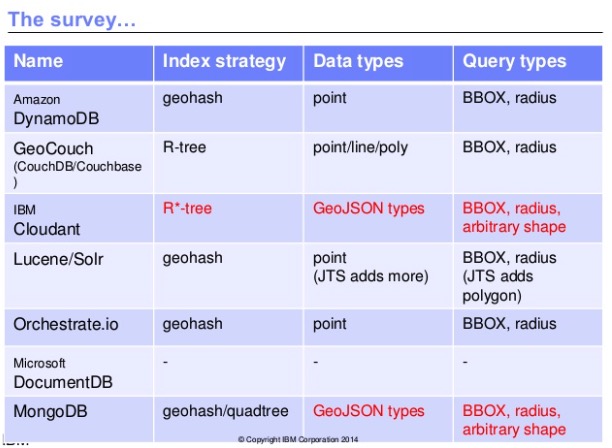 The survey…
Name Index strategy Data types Query types
Amazon geohash point BBOX, radius
DynamoDB
GeoCouch R-tree point/line/poly BBOX, radius
(CouchDB/Couchbase
)
IBM R*-tree GeoJSON types BBOX, radius,
Cloudant arbitrary shape
Lucene/Solr geohash point BBOX, radius
(JTS adds more) (JTS adds
polygon)
Orchestrate.io geohash point BBOX, radius
Microsoft - - -
DocumentDB
MongoDB geohash/quadtree GeoJSON types BBOX, radius,
arbitrary shape
© Copyright IBM Corporation 2014